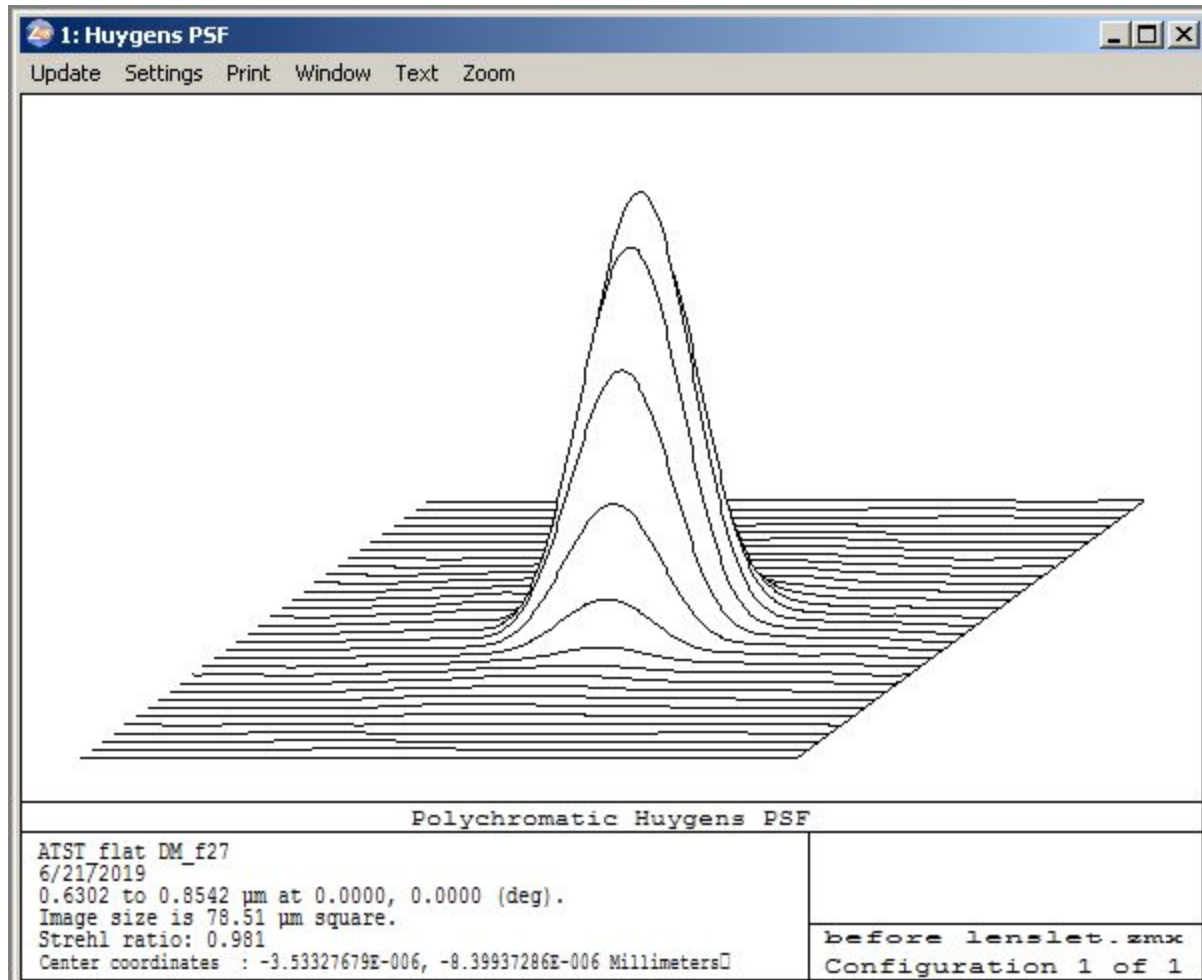 1: Huygens PSF
Update Settings Print Window Text Zoom
Polychromatic Huygens PSF
ATST_flat DM_f27
6/21/2019
0.6302 to 0.8542 µm at 0.0000, 0.0000 (deg).
Image size is 78.51 µm square.
Strehl ratio: 0.981
Center coordinates : -3.53327679E-006, -8.39937286E-006 Millimeters
before lenslet.zmx
Configuration 1 of 1